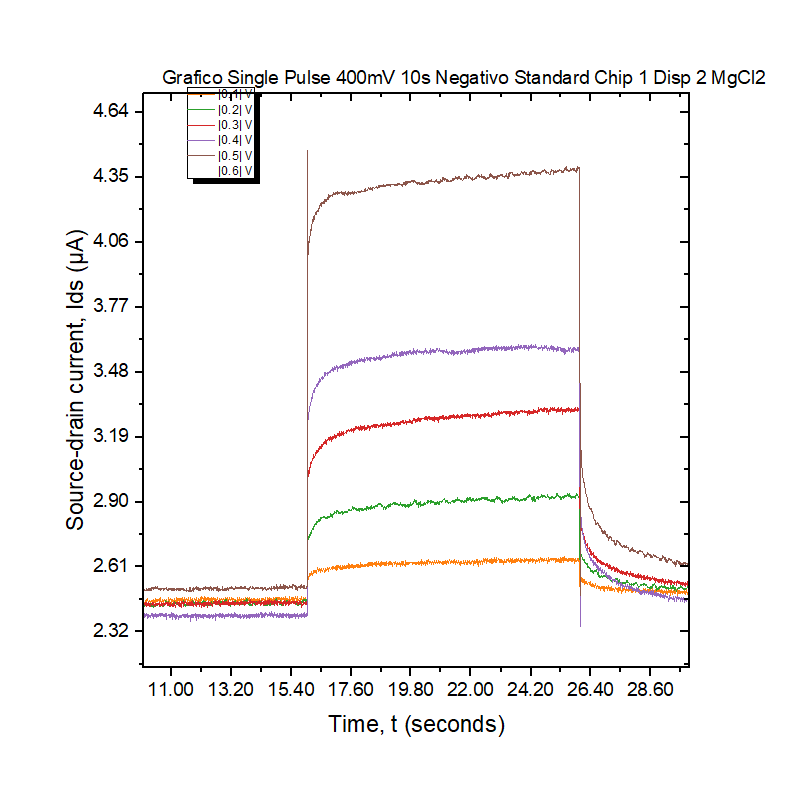 Grafico Single Pulse 400mV 10s Negativo Standard Chip 1 Disp 2 MgCl2
|0.1| V
|0.2| V
|0.3| V
|0.4| V
|0.5| V
|0.6| V
4.64
4.35
4.06
3.77
3.48
3.19
2.90
2.61
2.32
Source-drain current, Ids (µA)
11.00 13.20 15.40 17.60 19.80 22.00 24.20 26.40 28.60
Time, t (seconds)